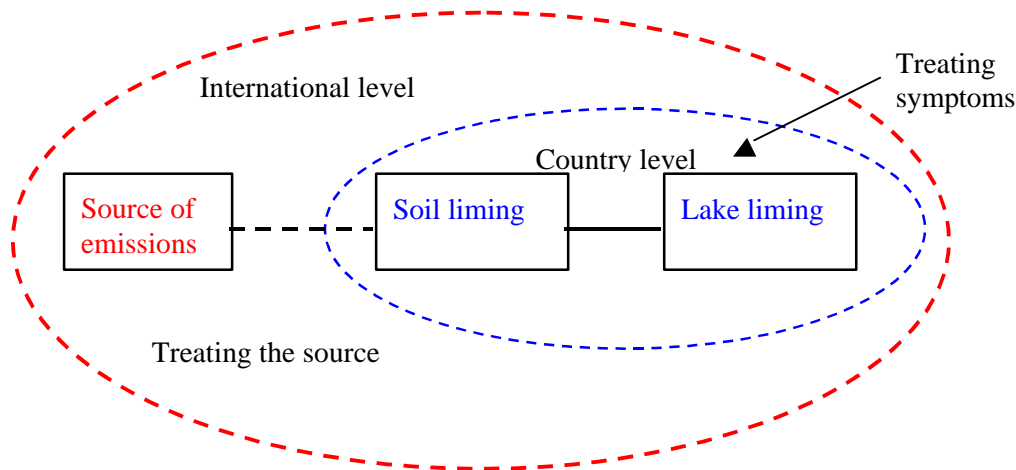 International level
Treating
symptoms
Country level
Source of
emissions
Soil liming
Lake liming
Treating the source